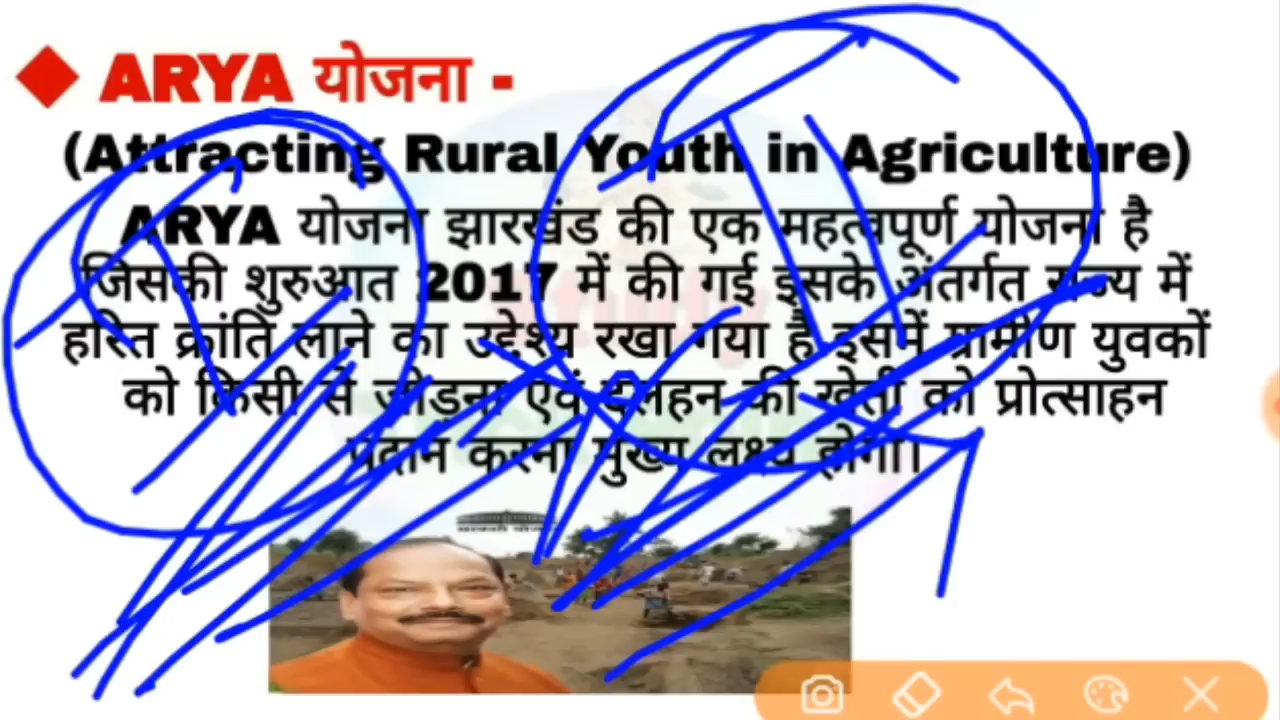 ARYA योजना -
(Attracting Rural Youth in Agriculture)
ARYA योजना झारखंड की एक महत्वपूर्ण योजना है
जिसकी शुरुआत 2017 में की गई इसके अंतर्गत राज्य में
हरित क्रांति लाने का उद्देश्य रखा गया है इसमें ग्रामीण युवकों
को किसी से जोड़ना एवं दलहन की खेती को प्रोत्साहन
प्रदान करना मुख्य लक्ष्य होगा।